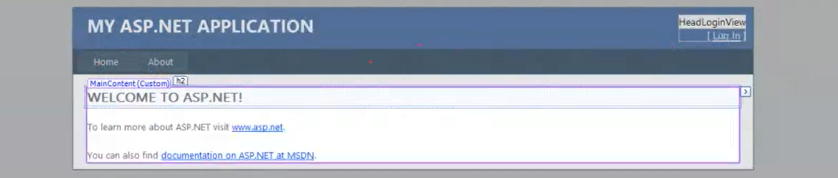 MY ASP.NET APPLICATION
HeadLoginView
[ Log In ]
Home About
MainContent (Custom) h2
WELCOME TO ASP.NET!
To learn more about ASP.NET visit www.asp.net.
You can also find documentation on ASP.NET at MSDN.